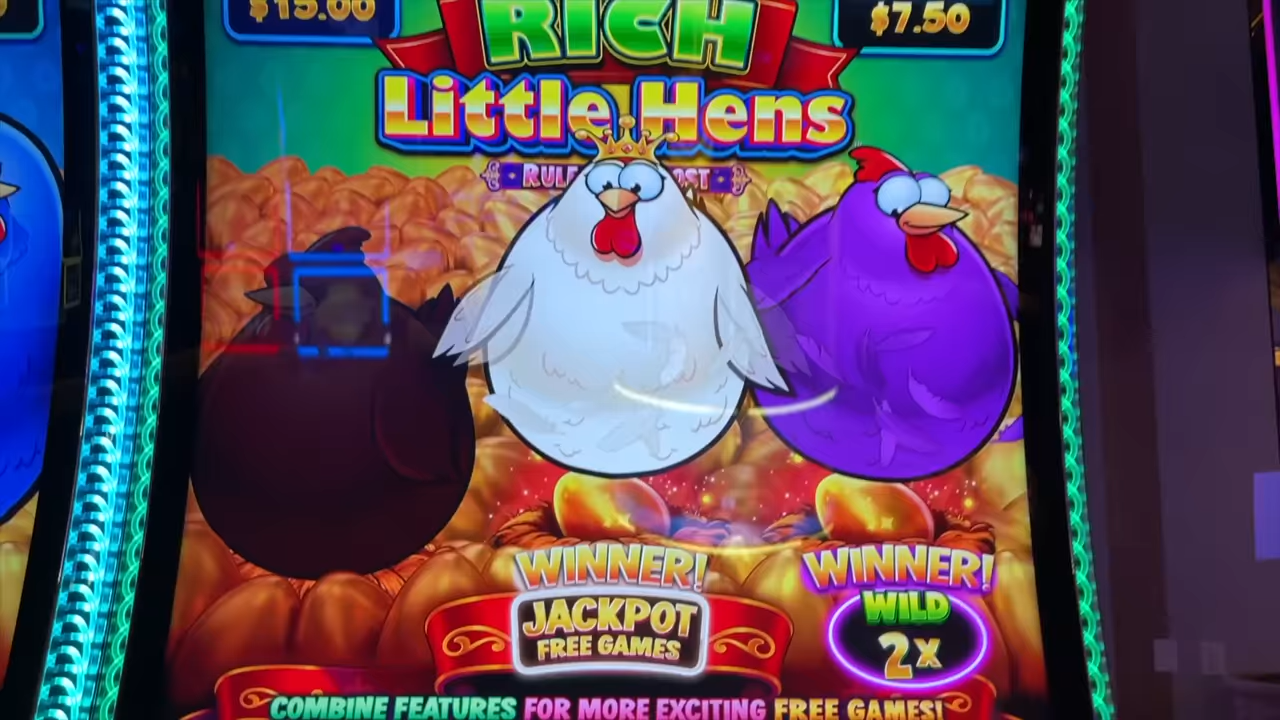 $15.00
$7.50
RICH
Little Hens
WINNER!
JACKPOT
FREE GAMES
WINNER!
WILD
2X
COMBINE FEATURES FOR MORE EXCITING FREE GAMES!